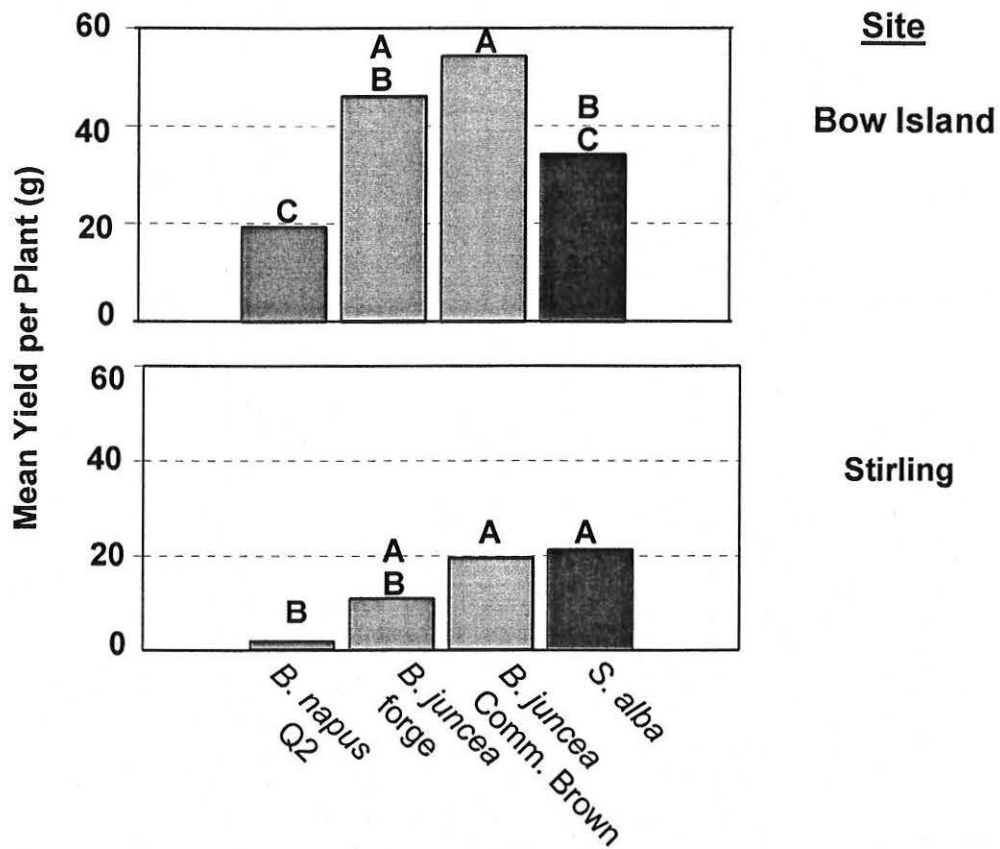 Site
Bow Island
Mean Yield per Plant (g)
60
40
20
0
C
A
B
A
B
C
Stirling
60
40
20
0
B
A
B
A
A
B. napus
Q2
B. juncea
forge
B. juncea
Comm. Brown
S. alba